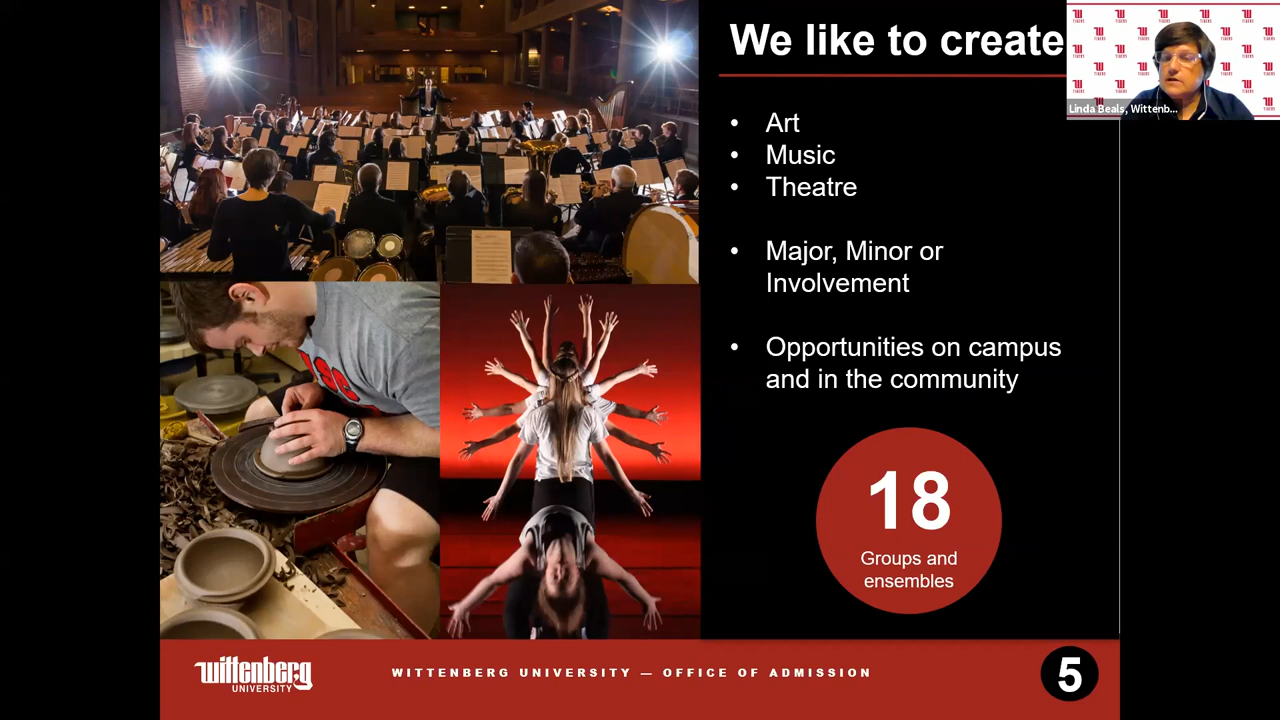 We like to create
Linda Beals, Wittenb...
• Art
• Music
• Theatre
• Major, Minor or
Involvement
• Opportunities on campus
and in the community
18
Groups and
ensembles
wittenberg
UNIVERSITY
WITTENBERG UNIVERSITY — OFFICE OF ADMISSION
5